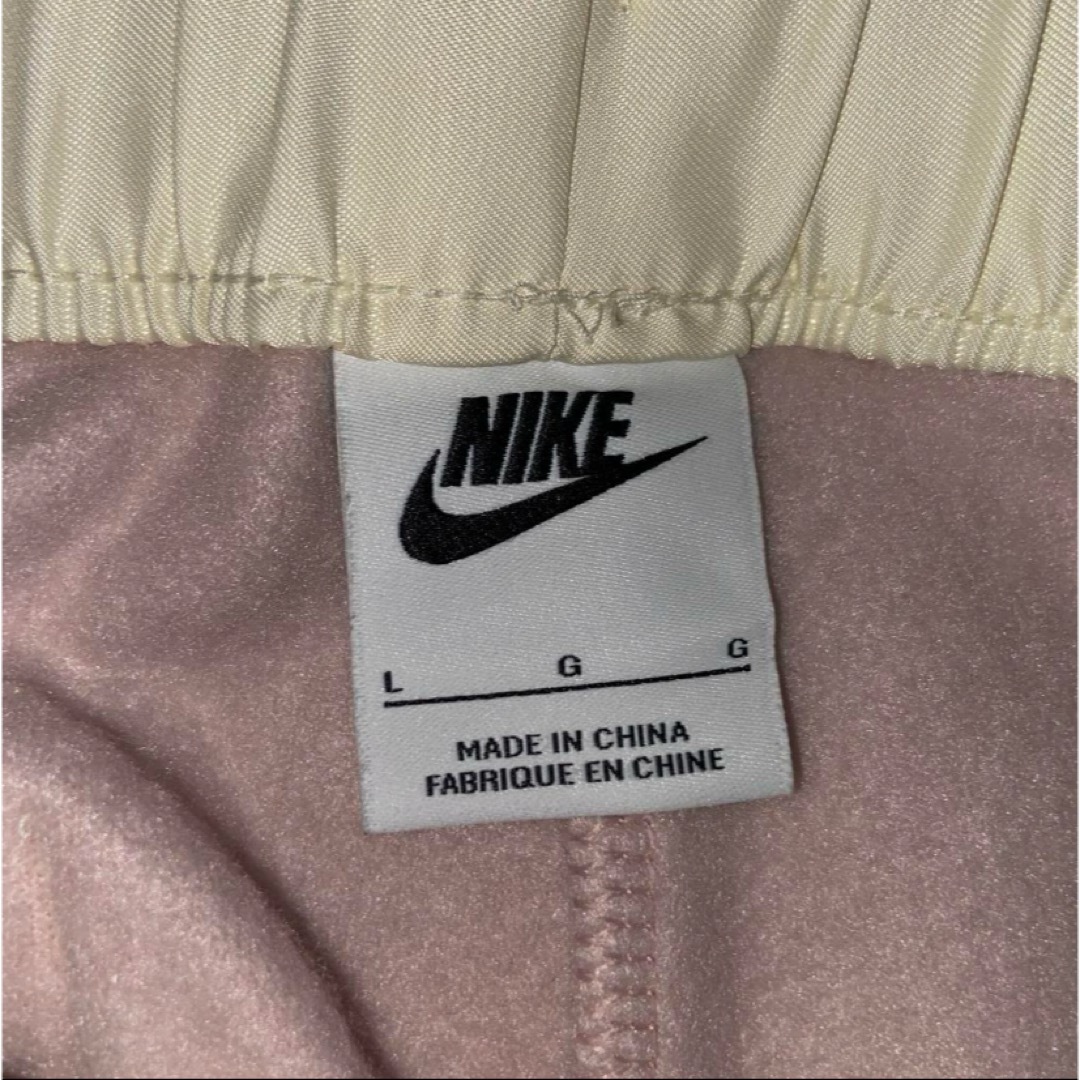 NIKE
L G G
MADE IN CHINA
FABRIQUE EN CHINE